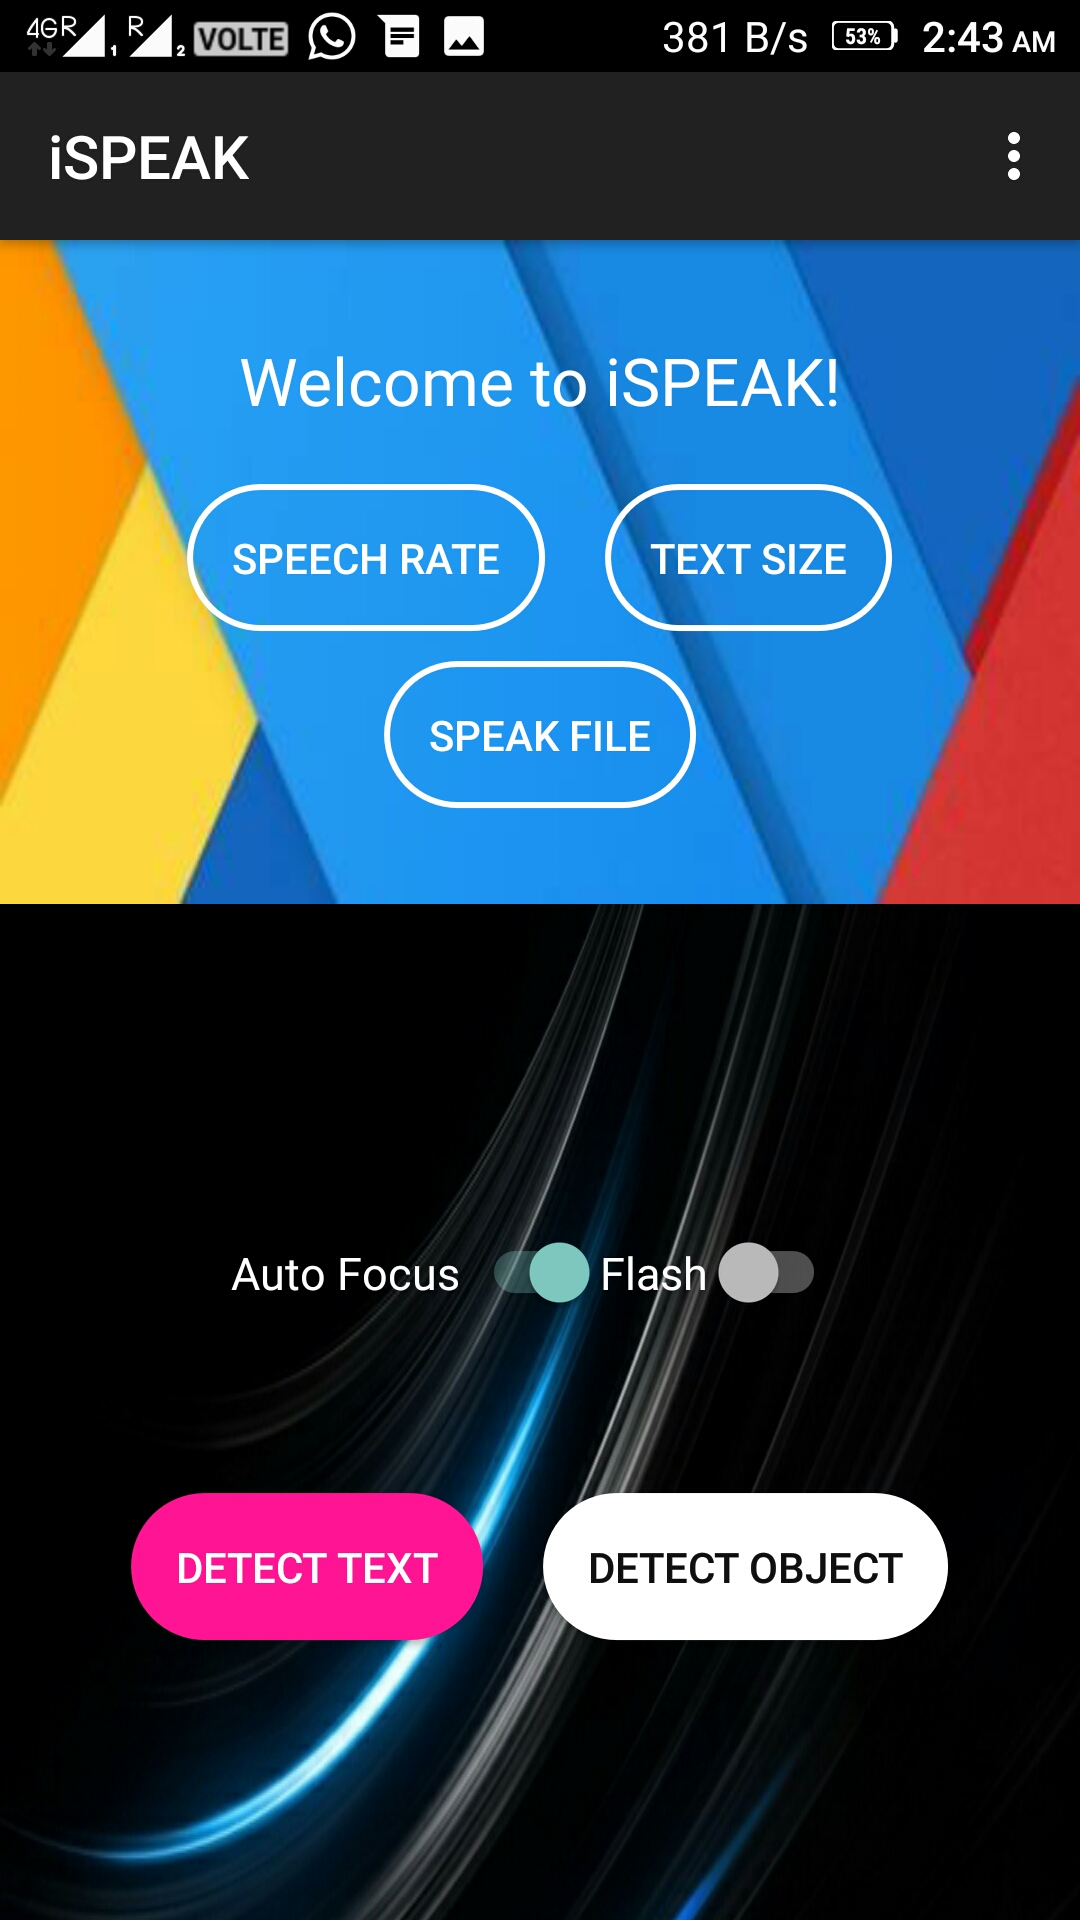 4G R 1 R 2 VOLTE 381 B/s 53% 2:43 AM
iSPEAK
Welcome to iSPEAK!
SPEECH RATE TEXT SIZE
SPEAK FILE
Auto Focus Flash
DETECT TEXT DETECT OBJECT